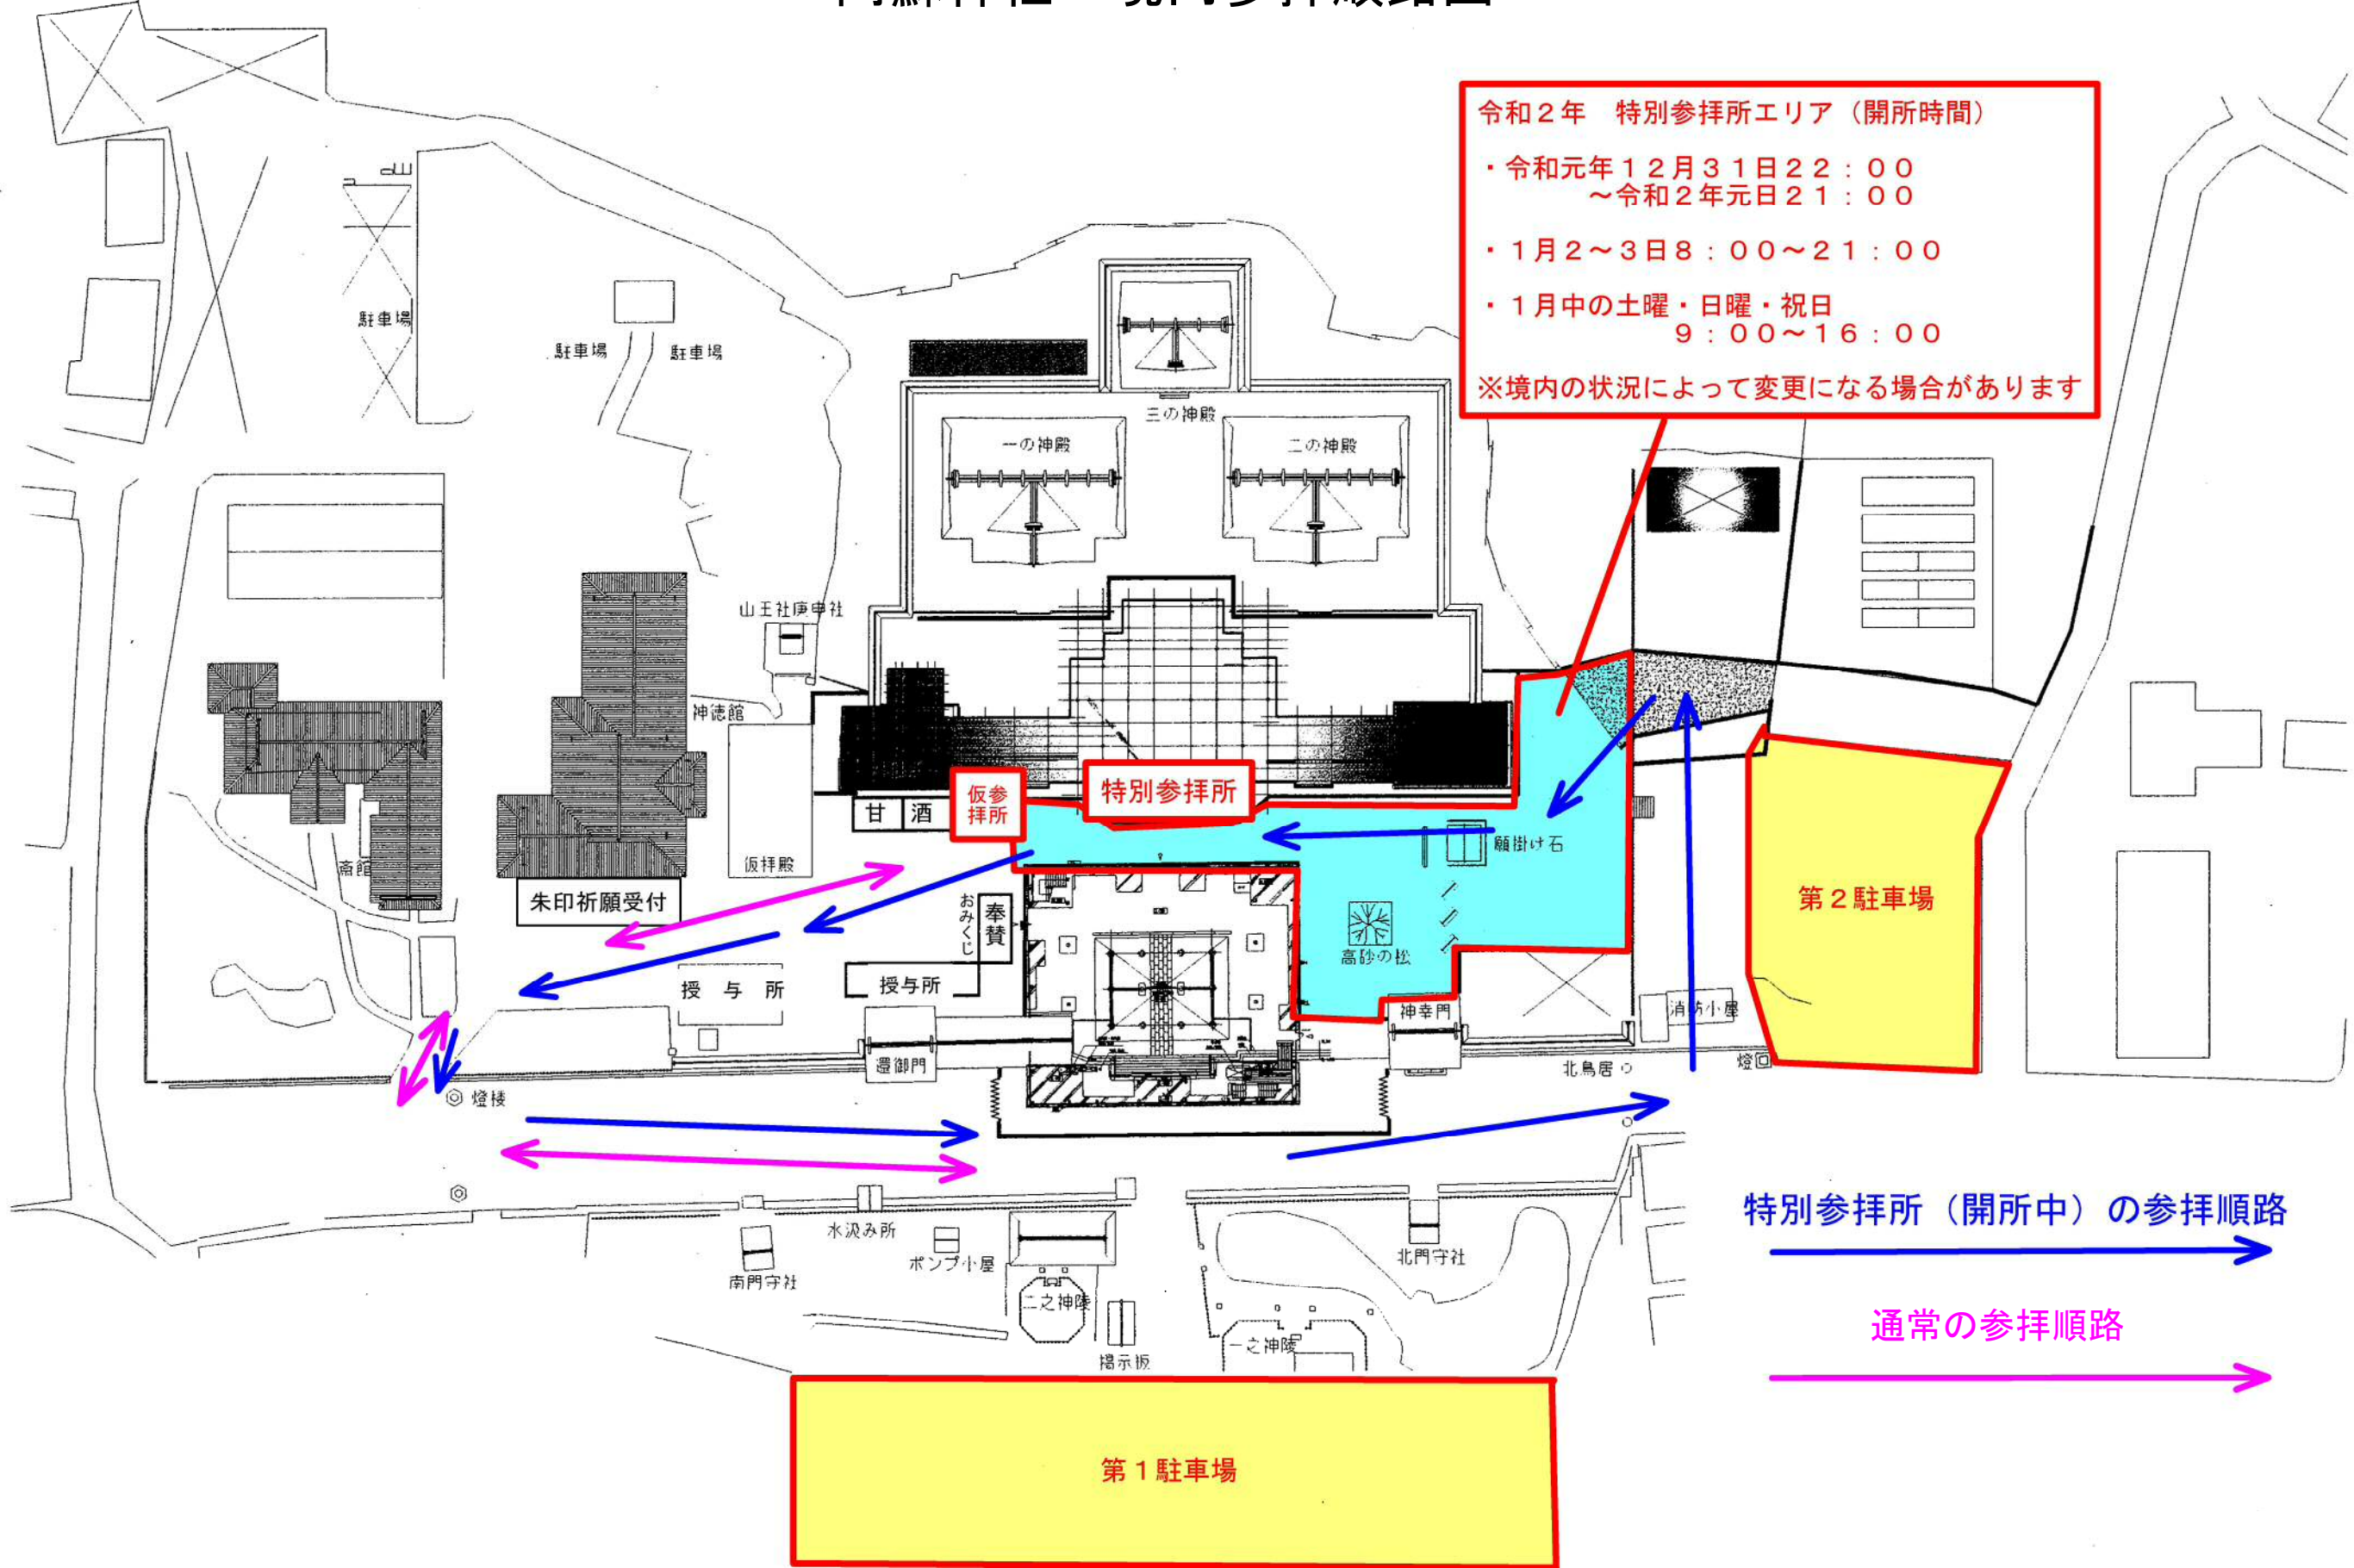 令和２年　特別参拝所エリア（開所時間）
・令和元年１２月３１日２２：００
～令和２年元日２１：００
・１月２～３日８：００～２１：００
・１月中の土曜・日曜・祝日
９：００～１６：００
※境内の状況によって変更になる場合があります
駐車場
駐車場
駐車場
三の神殿
一の神殿
二の神殿
山王社庚申社
神徳館
斎館
仮拝殿
朱印祈願受付
甘酒
仮参
拝所
特別参拝所
願掛け石
高砂の松
おみくじ
奉賛
授与所
授与所
還御門
神幸門
消防小屋
北鳥居
燈楼
第２駐車場
水汲み所
ポンプ小屋
南門守社
二之神陵
掲示板
一之神陵
北門守社
特別参拝所（開所中）の参拝順路
通常の参拝順路
第１駐車場